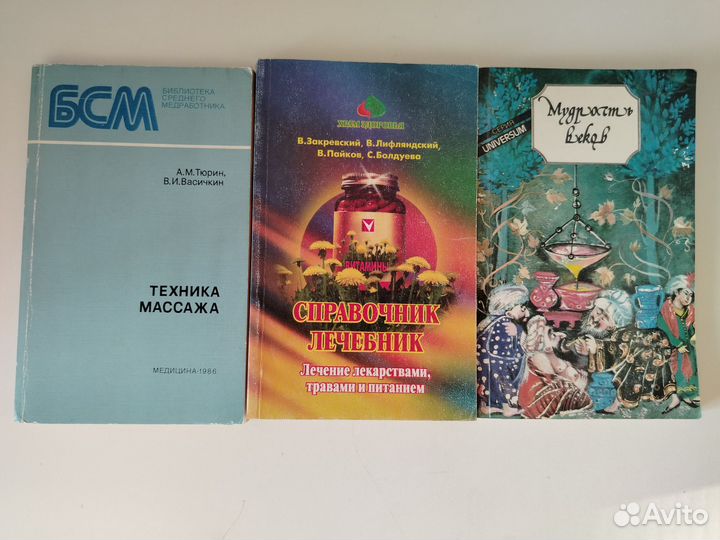 БСМ
БИБЛИОТЕКА
СРЕДНЕГО
МЕДРАБОТНИКА
А.М.Тюрин,
В.И.Васичкин
ТЕХНИКА
МАССАЖА
МЕДИЦИНА·1986
ХРАМ ЗДОРОВЬЯ
В.Закревский, В.Лифляндский,
В.Пайков, С.Болдуева
ВИТАМИНЫ
СПРАВОЧНИК
ЛЕЧЕБНИК
Лечение лекарствами,
травами и питанием
СЕРИЯ
UNIVERSUM
Мудрость
веков
Avito